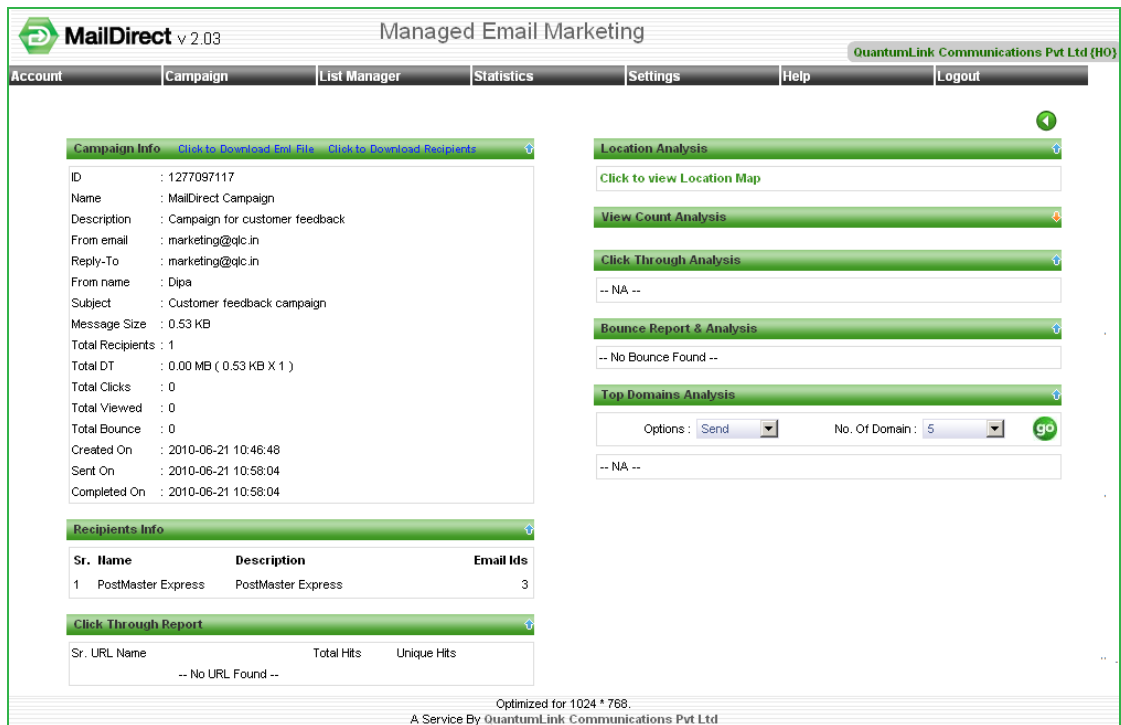 MailDirect v 2.03
Managed Email Marketing
QuantumLink Communications Pvt Ltd (HO)
Account Campaign List Manager Statistics Settings Help Logout
Campaign Info Click to Download Eml File Click to Download Recipients
ID : 1277097117
Name : MailDirect Campaign
Description : Campaign for customer feedback
From email : marketing@qlc.in
Reply-To : marketing@qlc.in
From name : Dipa
Subject : Customer feedback campaign
Message Size : 0.53 KB
Total Recipients : 1
Total DT : 0.00 MB ( 0.53 KB X 1 )
Total Clicks : 0
Total Viewed : 0
Total Bounce : 0
Created On : 2010-06-21 10:46:48
Sent On : 2010-06-21 10:58:04
Completed On : 2010-06-21 10:58:04
Recipients Info
Sr. Name Description Email Ids
1 PostMaster Express PostMaster Express 3
Click Through Report
Sr. URL Name Total Hits Unique Hits
-- No URL Found --
Location Analysis
Click to view Location Map
View Count Analysis
Click Through Analysis
-- NA --
Bounce Report & Analysis
-- No Bounce Found --
Top Domains Analysis
Options : Send No. Of Domain : 5 go
-- NA --
Optimized for 1024 * 768.
A Service By QuantumLink Communications Pvt Ltd